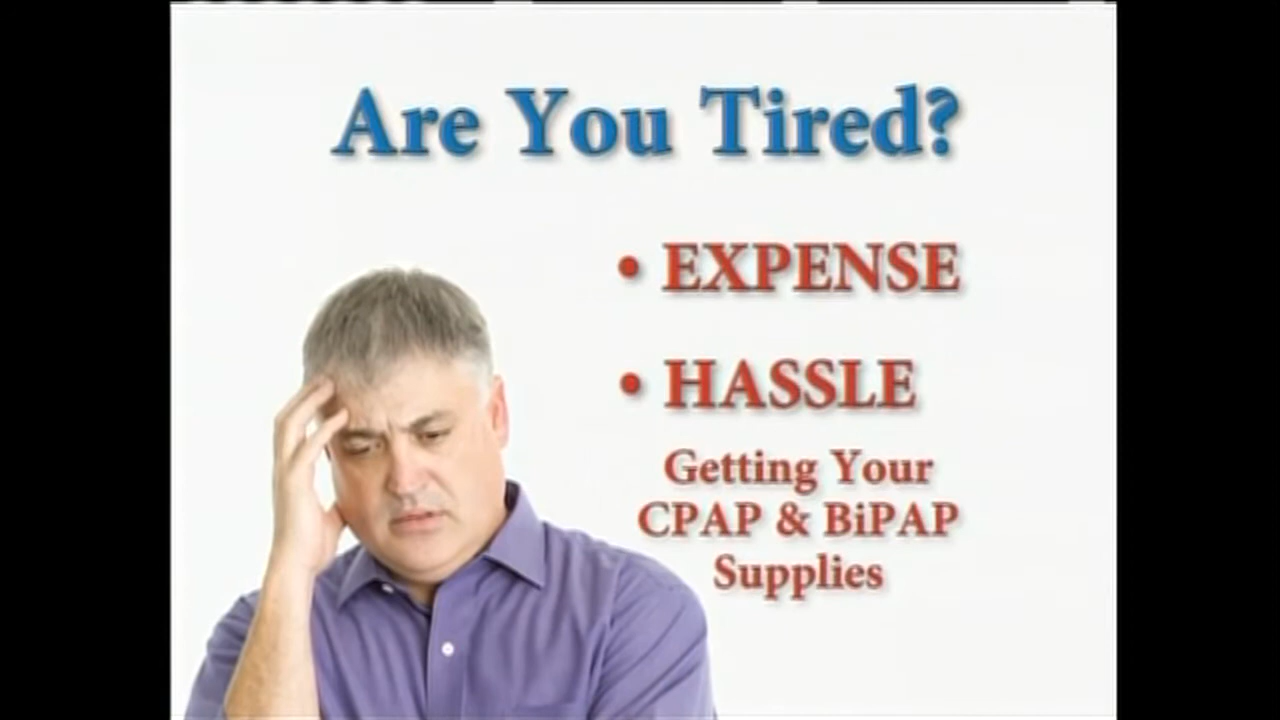 Are You Tired?
• EXPENSE
• HASSLE
Getting Your
CPAP & BiPAP
Supplies